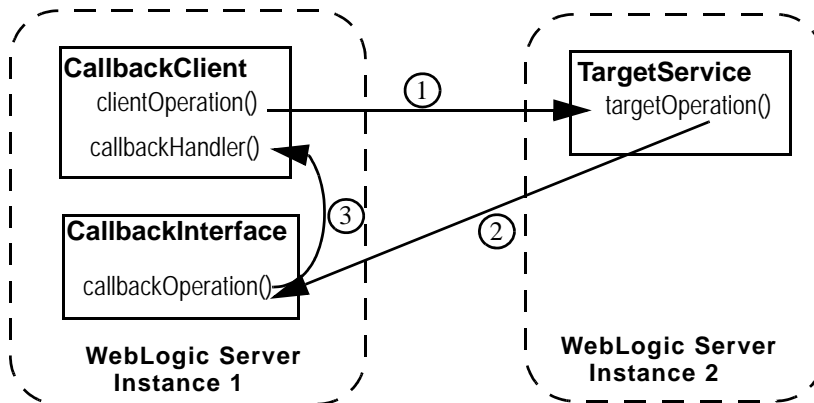 CallbackClient
clientOperation()
callbackHandler()
1
TargetService
targetOperation()
3
2
CallbackInterface
callbackOperation()
WebLogic Server
Instance 1
WebLogic Server
Instance 2